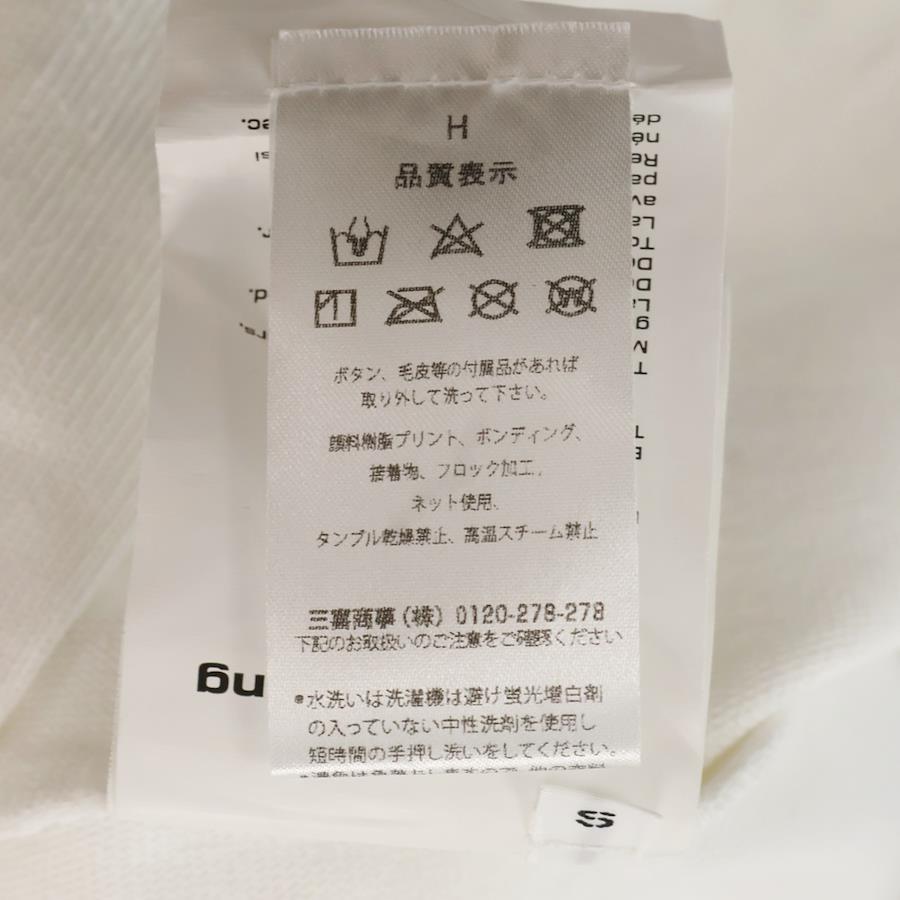 H
品質表示
ボタン、毛皮等の付属品があれば
取り外して洗って下さい。
顔料樹脂プリント、ボンディング、
接着物、フロック加工、
ネット使用、
タンブル乾燥禁止、高温スチーム禁止
三喜商事(株) 0120-278-278
下記のお取扱いのご注意をご確認ください
*水洗いは洗濯機は避け蛍光増白剤
の入っていない中性洗剤を使用し
短時間の手押し洗いをしてください。
S